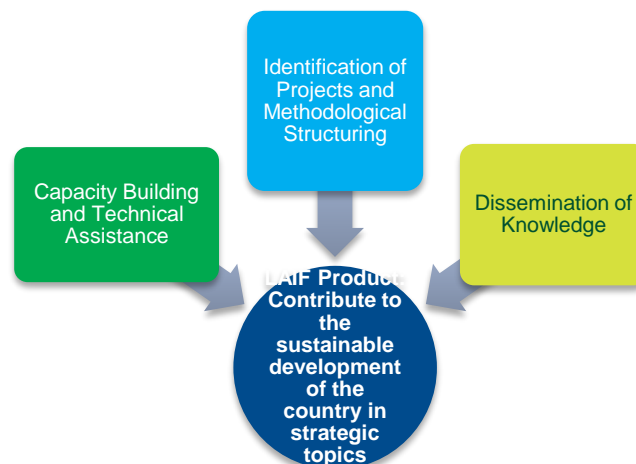 Identification of
Projects and
Methodological
Structuring
Capacity Building
and Technical
Assistance
Dissemination of
Knowledge
LAIF Product:
Contribute to
the
sustainable
development
of the
country in
strategic
topics